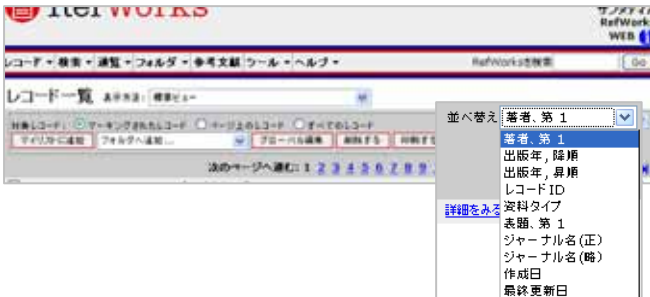 RefWorks
WEB
レコード・検索・通覧・フォルダ・参考文献 ツール・ヘルプ・
RefWorksを検索
Go
レコード一覧 表示方法: 標準ビュー
対象レコード: マーキングされたレコード ページ上のレコード すべてのレコード
マイリストに追加 フォルダへ追加... グローバル編集 削除する 印刷する
次のページへ進む: 1 2 3 4 5 6 7 8 9
並べ替え 著者、第 1
著者、第 1
出版年, 降順
出版年, 昇順
レコード ID
資料タイプ
表題、第 1
ジャーナル名(正)
ジャーナル名(略)
作成日
最終更新日
詳細をみる